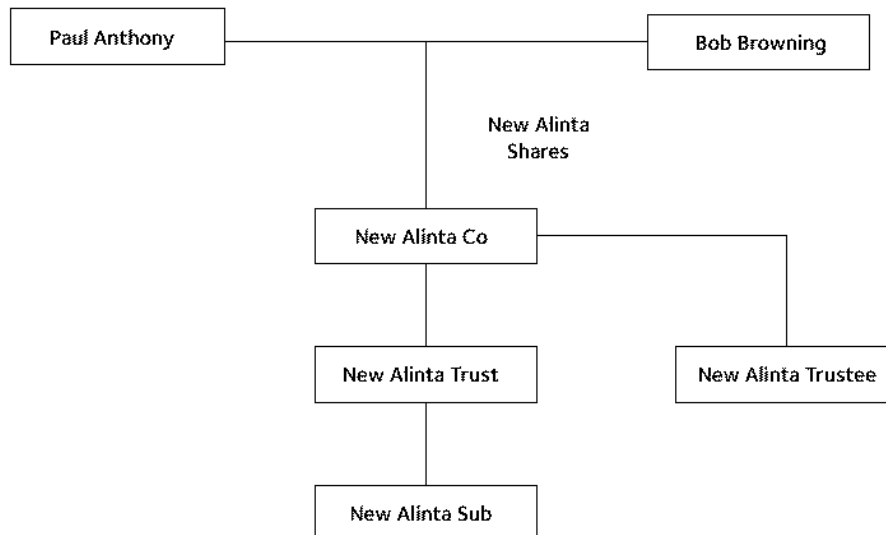 Paul Anthony
Bob Browning
New Alinta
Shares
New Alinta Co
New Alinta Trust
New Alinta Trustee
New Alinta Sub